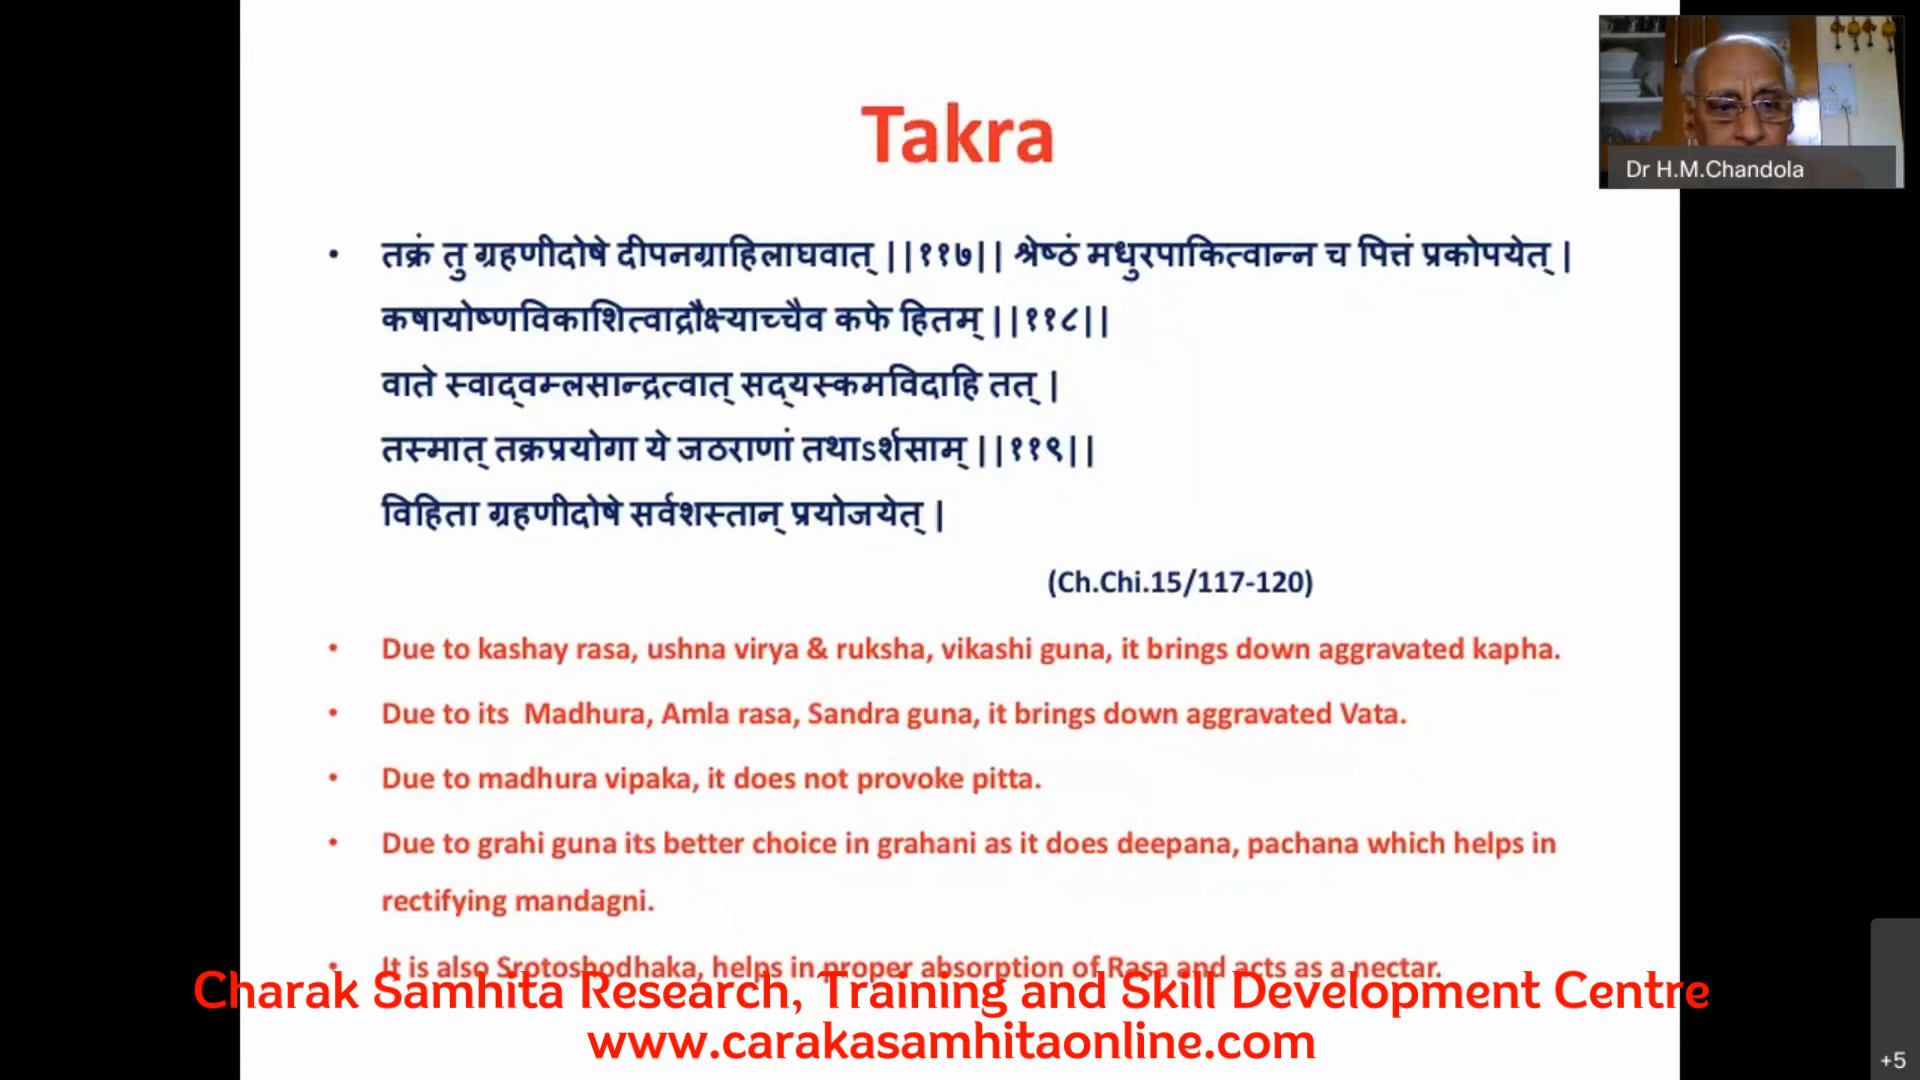 Takra
Dr H.M.Chandola
• तक्रं तु ग्रहणीदोषे दीपनग्राहिलाघवात् ||११७|| श्रेष्ठं मधुरपाकित्वान्न च पित्तं प्रकोपयेत् |
कषायोष्णविकाशित्वाद्रौक्ष्याच्चैव कफे हितम् ||११८||
वाते स्वाद्वम्लसान्द्रत्वात् सद्यस्कमविदाहि तत् |
तस्मात् तक्रप्रयोगा ये जठराणां तथाऽर्शसाम् ||११९||
विहिता ग्रहणीदोषे सर्वशस्तान् प्रयोजयेत् |
(Ch.Chi.15/117-120)
• Due to kashay rasa, ushna virya & ruksha, vikashi guna, it brings down aggravated kapha.
• Due to its Madhura, Amla rasa, Sandra guna, it brings down aggravated Vata.
• Due to madhura vipaka, it does not provoke pitta.
• Due to grahi guna its better choice in grahani as it does deepana, pachana which helps in
rectifying mandagni.
• It is also Srotoshodhaka, helps in proper absorption of Rasa and acts as a nectar.
Charak Samhita Research, Training and Skill Development Centre
www.carakasamhitaonline.com
+5